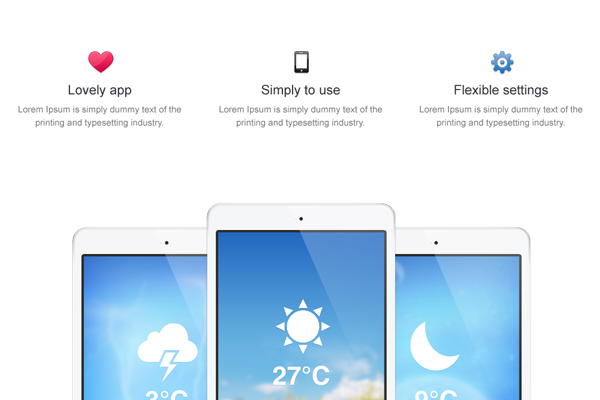 Lovely app
Lorem Ipsum is simply dummy text of the
printing and typesetting industry.
Simply to use
Lorem Ipsum is simply dummy text of the
printing and typesetting industry.
Flexible settings
Lorem Ipsum is simply dummy text of the
printing and typesetting industry.
3°C
27°C
9°C